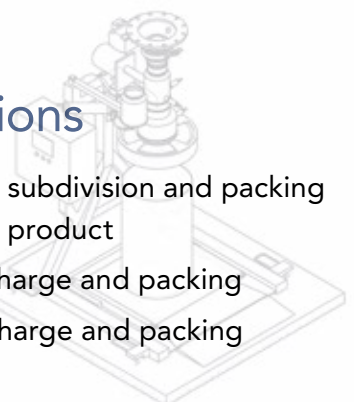 ions
subdivision and packing
product
harge and packing
harge and packing